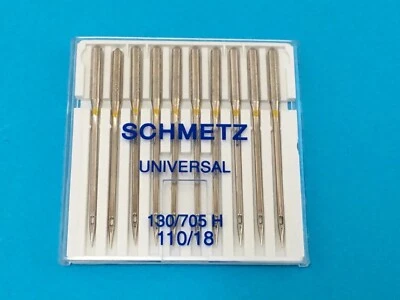 SCHMETZ
UNIVERSAL
130/705 H
110/18